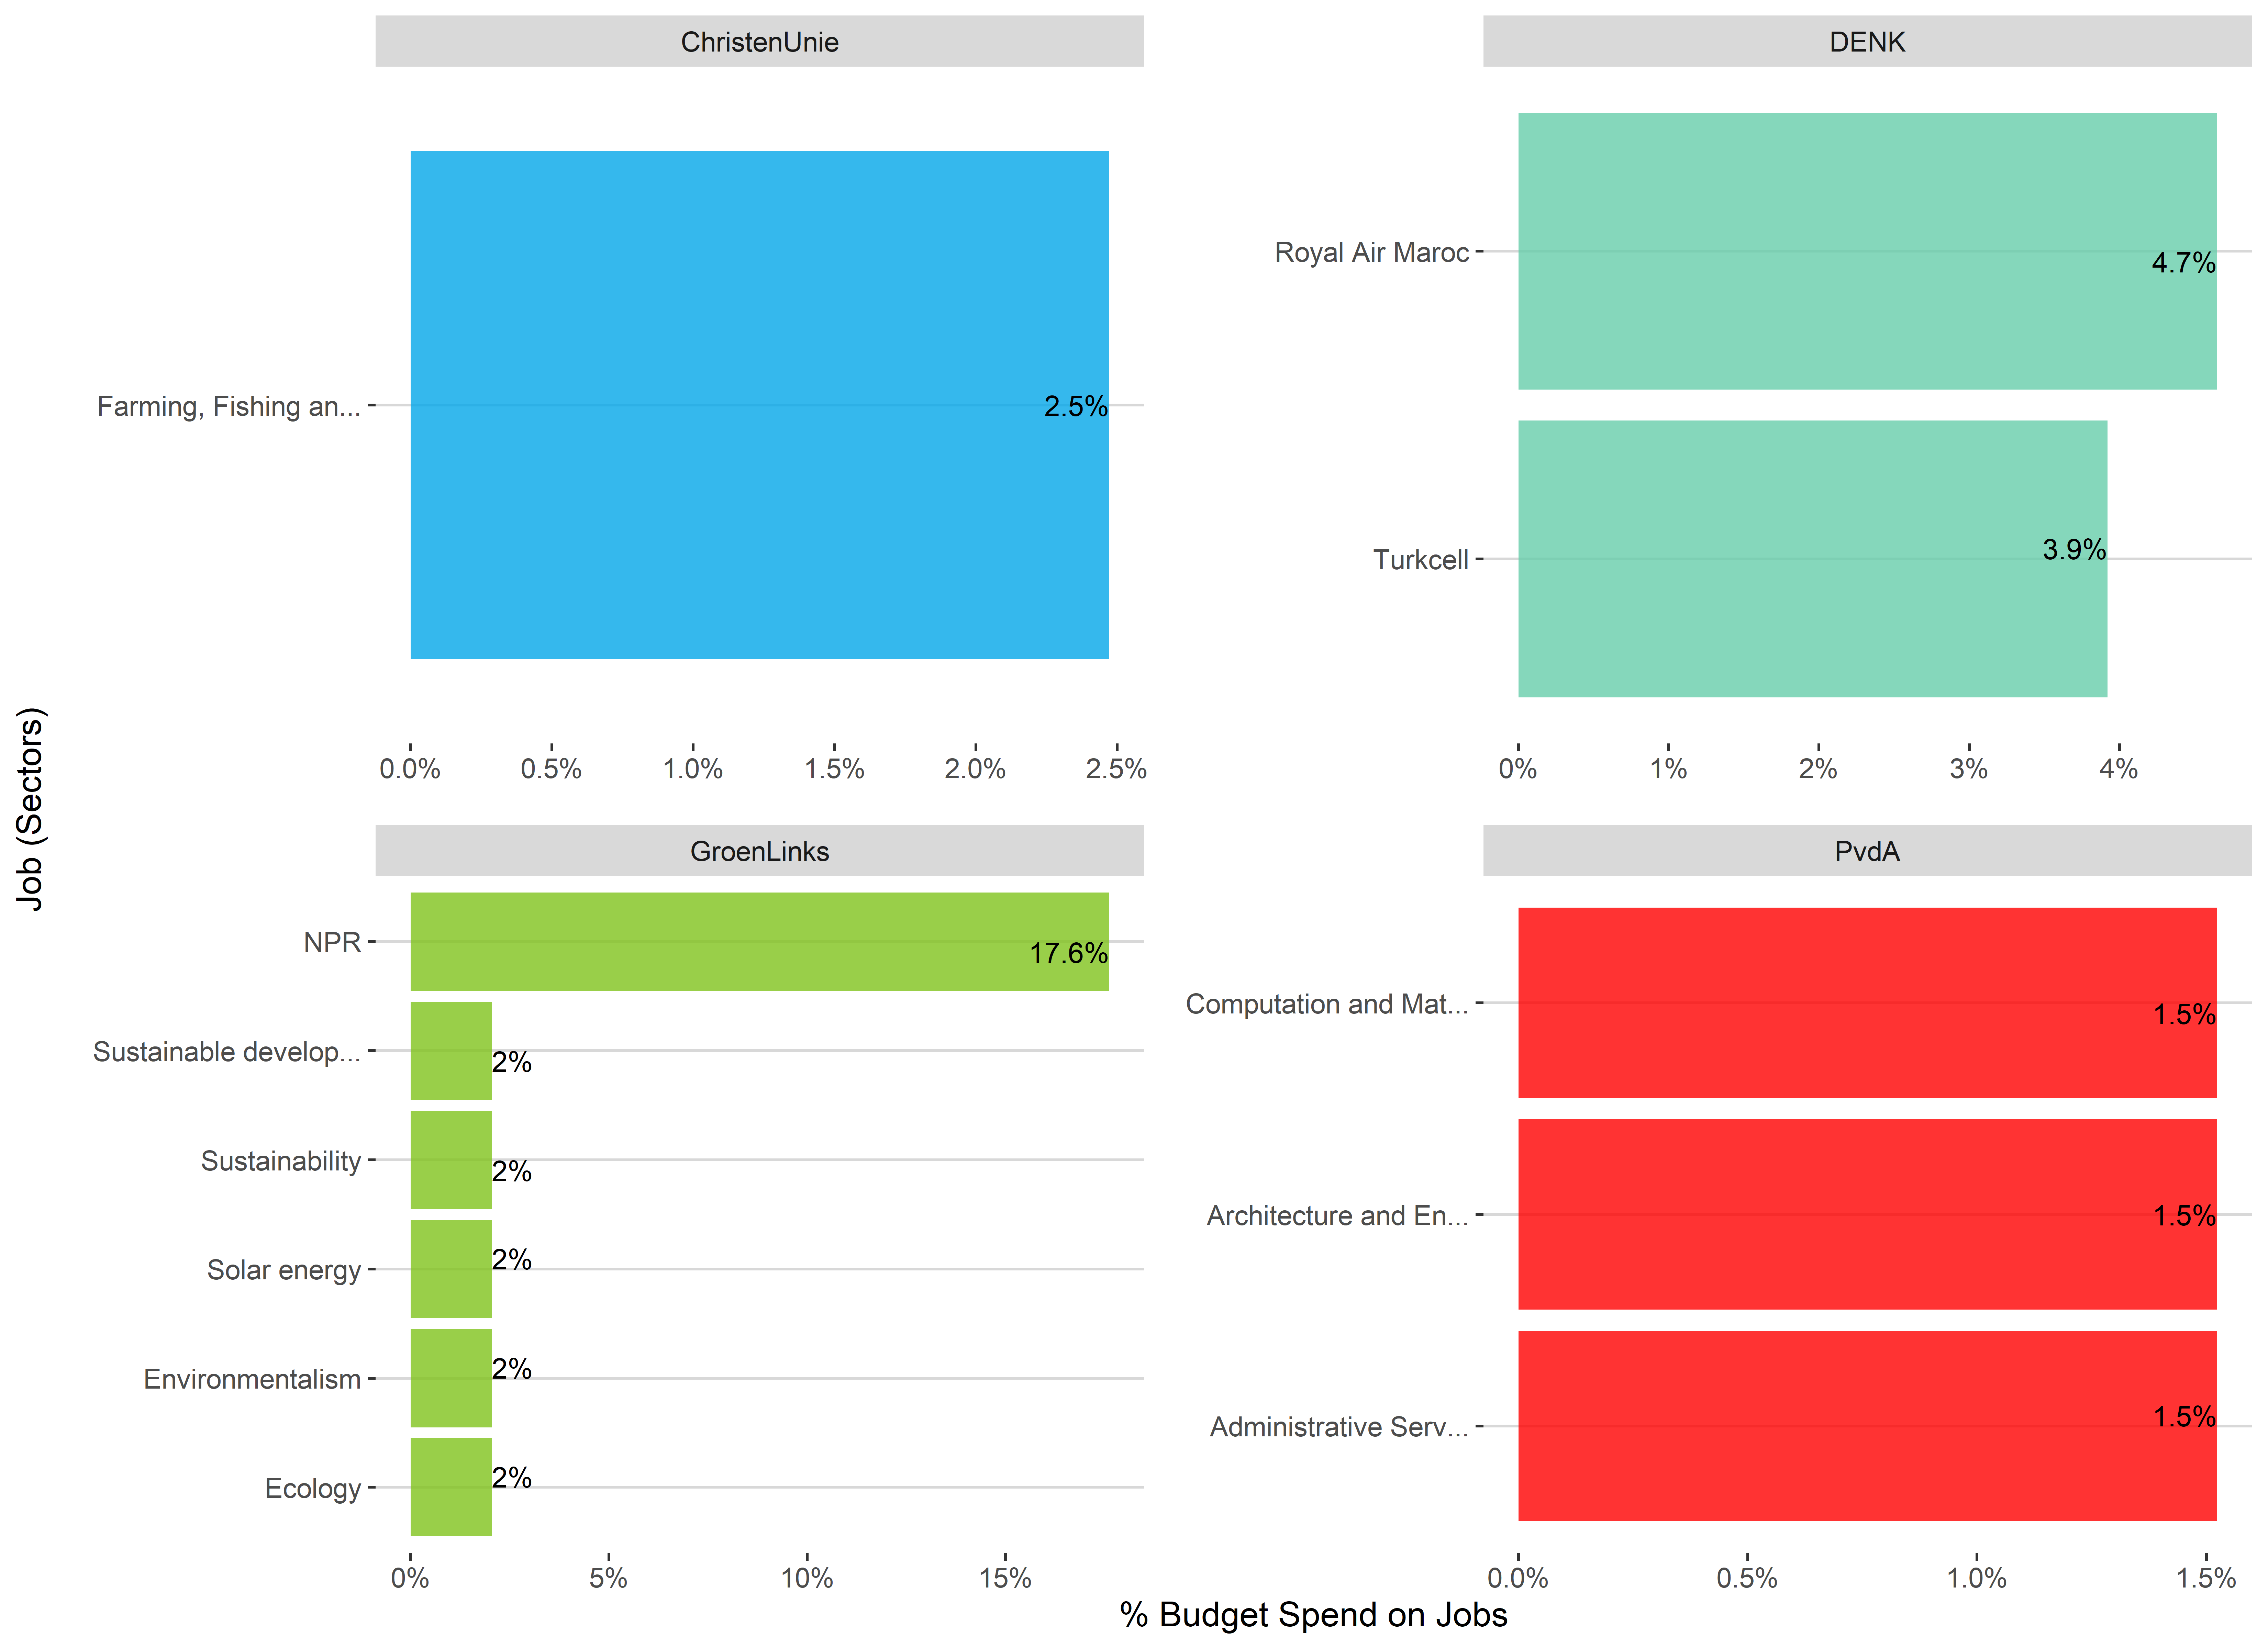 ChristenUnie
Farming, Fishing an...
2.5%
0.0% 0.5% 1.0% 1.5% 2.0% 2.5%
DENK
Royal Air Maroc
4.7%
Turkcell
3.9%
0% 1% 2% 3% 4%
Job (Sectors)
GroenLinks
NPR
17.6%
Sustainable develop...
2%
Sustainability
2%
Solar energy
2%
Environmentalism
2%
Ecology
2%
0% 5% 10% 15%
PvdA
Computation and Mat...
1.5%
Architecture and En...
1.5%
Administrative Serv...
1.5%
0.0% 0.5% 1.0% 1.5%
% Budget Spend on Jobs